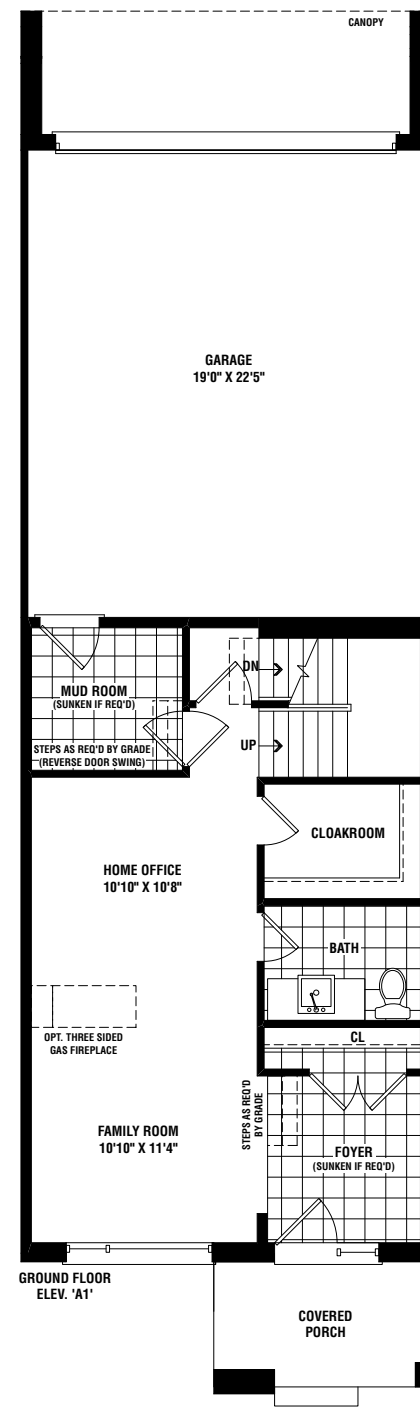 CANOPY
GARAGE
19'0" X 22'5"
DN
MUD ROOM
(SUNKEN IF REQ'D)
UP
STEPS AS REQ'D BY GRADE
(REVERSE DOOR SWING)
CLOAKROOM
HOME OFFICE
10'10" X 10'8"
BATH
OPT. THREE SIDED
GAS FIREPLACE
CL
STEPS AS REQ'D
BY GRADE
FAMILY ROOM
10'10" X 11'4"
FOYER
(SUNKEN IF REQ'D)
GROUND FLOOR
ELEV. 'A1'
COVERED
PORCH